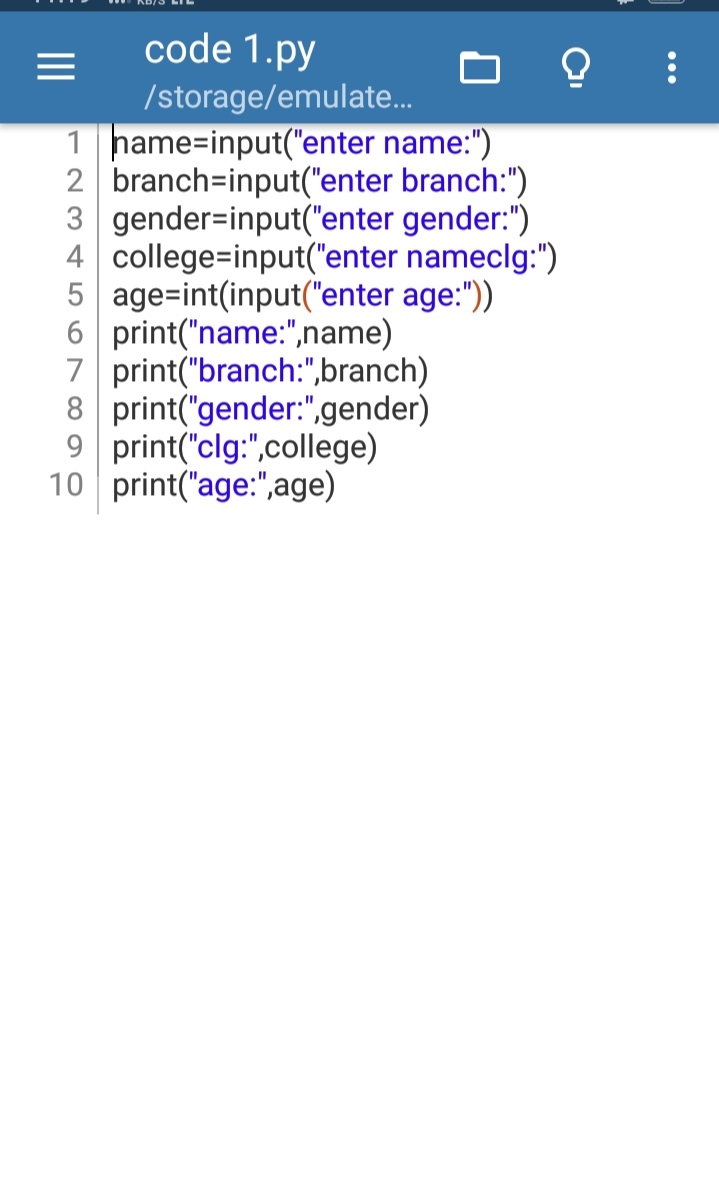 code 1.py
/storage/emulate...
1 name=input("enter name:")
2 branch=input("enter branch:")
3 gender=input("enter gender:")
4 college=input("enter nameclg:")
5 age=int(input("enter age:"))
6 print("name:",name)
7 print("branch:",branch)
8 print("gender:",gender)
9 print("clg:",college)
10 print("age:",age)